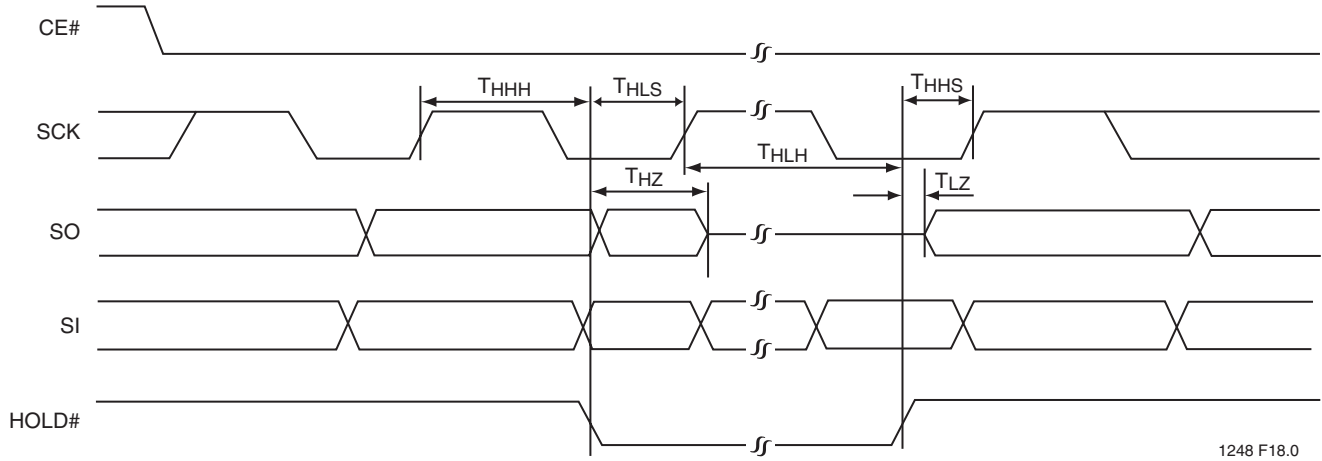 CE#
THHH THLS THHS
SCK
THLH
THZ TLZ
SO
SI
HOLD#
1248 F18.0